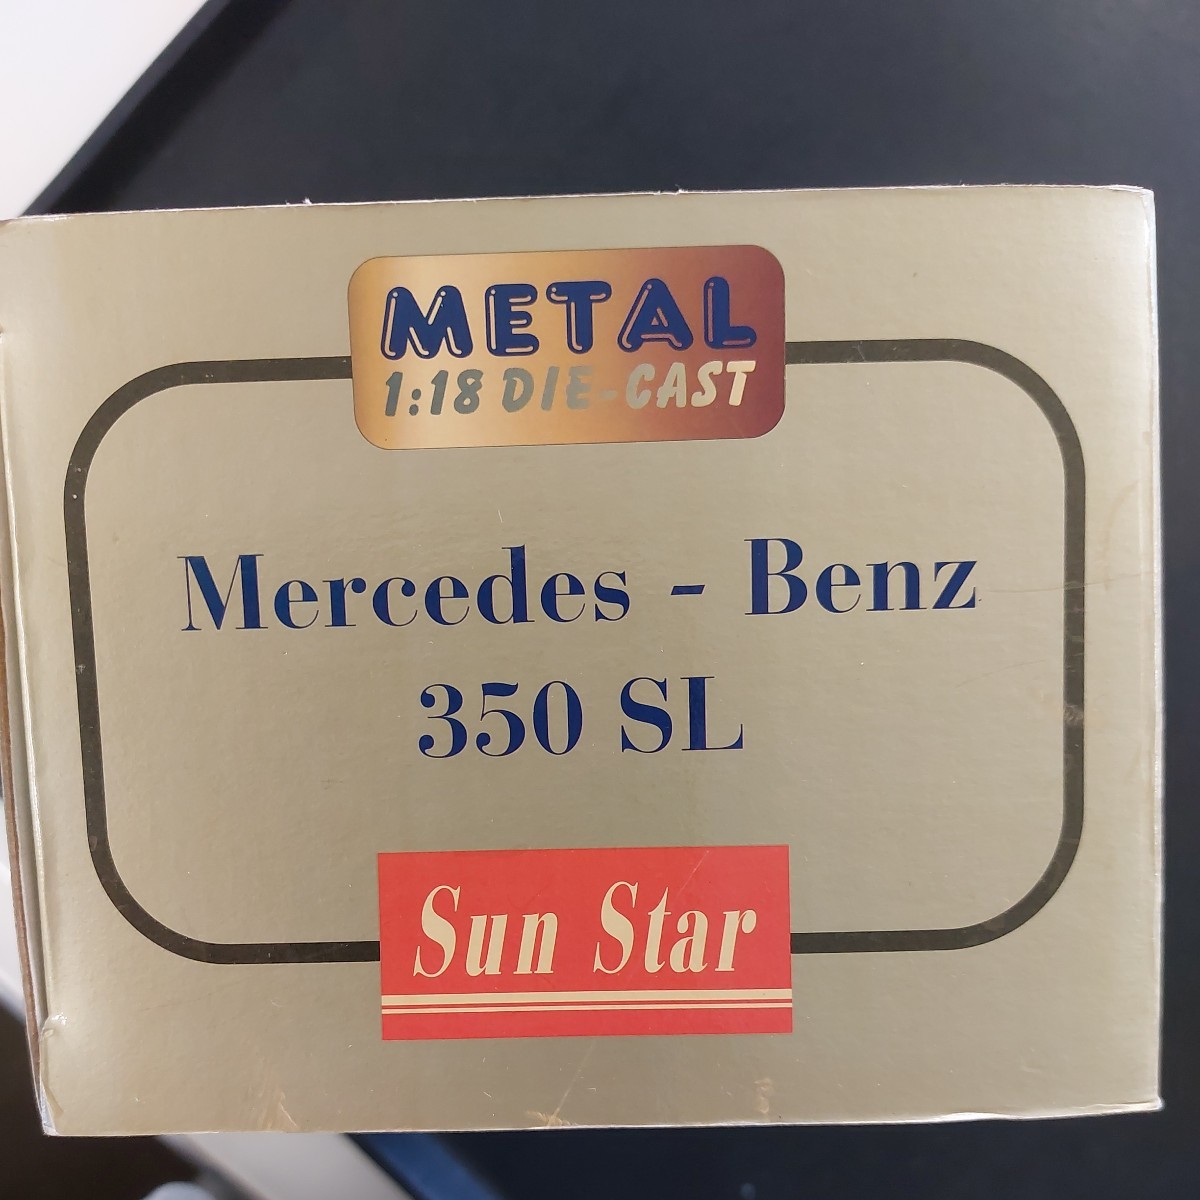 METAL
1:18 DIE-CAST
Mercedes - Benz
350 SL
Sun Star